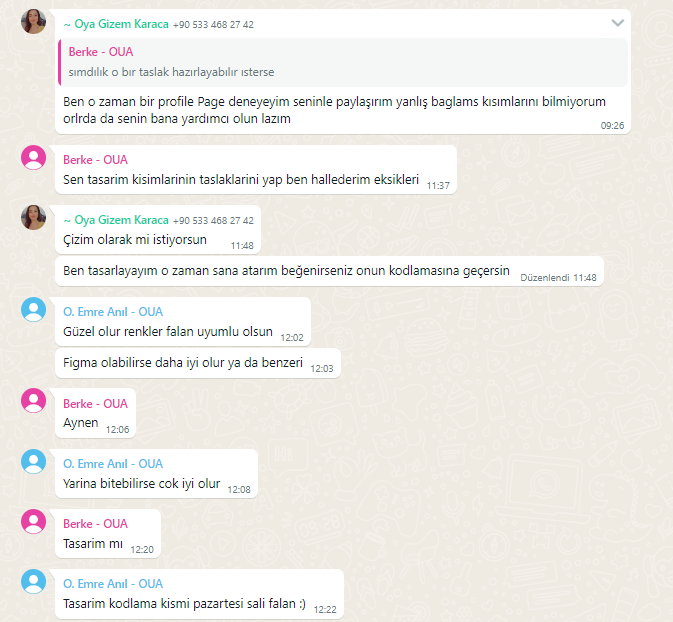 ~ Oya Gizem Karaca +90 533 468 27 42
Berke - OUA
sımdılık o bır taslak hazırlayabılır ısterse
Ben o zaman bir profile Page deneyeyim seninle paylaşırım yanlış baglams kısımlarını bilmiyorum
orlrda da senin bana yardımcı olun lazım
09:26
Berke - OUA
Sen tasarim kisimlarinin taslaklarini yap ben hallederim eksikleri 11:37
~ Oya Gizem Karaca +90 533 468 27 42
Çizim olarak mi istiyorsun 11:48
Ben tasarlayayım o zaman sana atarım beğenirseniz onun kodlamasına geçersin Düzenlendi 11:48
O. Emre Anıl - OUA
Güzel olur renkler falan uyumlu olsun 12:02
Figma olabilirse daha iyi olur ya da benzeri 12:03
Berke - OUA
Aynen 12:06
O. Emre Anıl - OUA
Yarina bitebilirse cok iyi olur 12:08
Berke - OUA
Tasarim mı 12:20
O. Emre Anıl - OUA
Tasarim kodlama kismi pazartesi sali falan :) 12:22